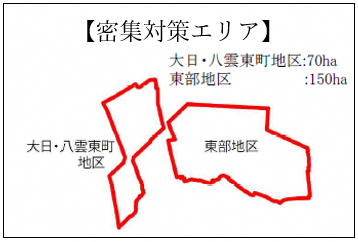 【密集対策エリア】
大日・八雲東町地区:70ha
東部地区　　　　　:150ha
大日・八雲東町
地区
東部地区